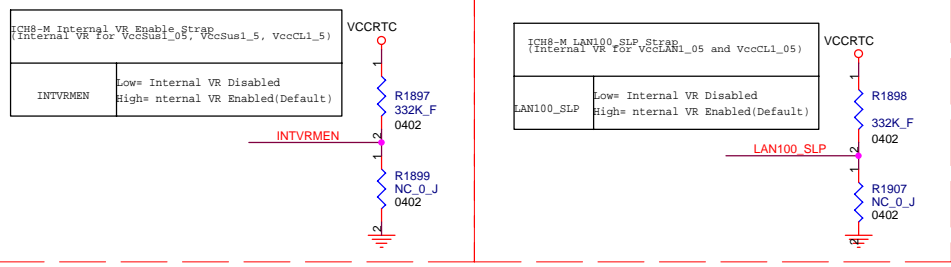 ICH8-M Internal VR Enable Strap
(Internal VR for VccSus1_05, VccSus1_5, VccCL1_5)
INTVRMEN
Low= Internal VR Disabled
High= nternal VR Enabled(Default)
VCCRTC
1
R1897
332K_F
0402
2
INTVRMEN
1
R1899
NC_0_J
0402
2
ICH8-M LAN100_SLP Strap
(Internal VR for VccLAN1_05 and VccCL1_05)
LAN100_SLP
Low= Internal VR Disabled
High= nternal VR Enabled(Default)
VCCRTC
1
R1898
332K_F
0402
2
LAN100_SLP
1
R1907
NC_0_J
0402
2